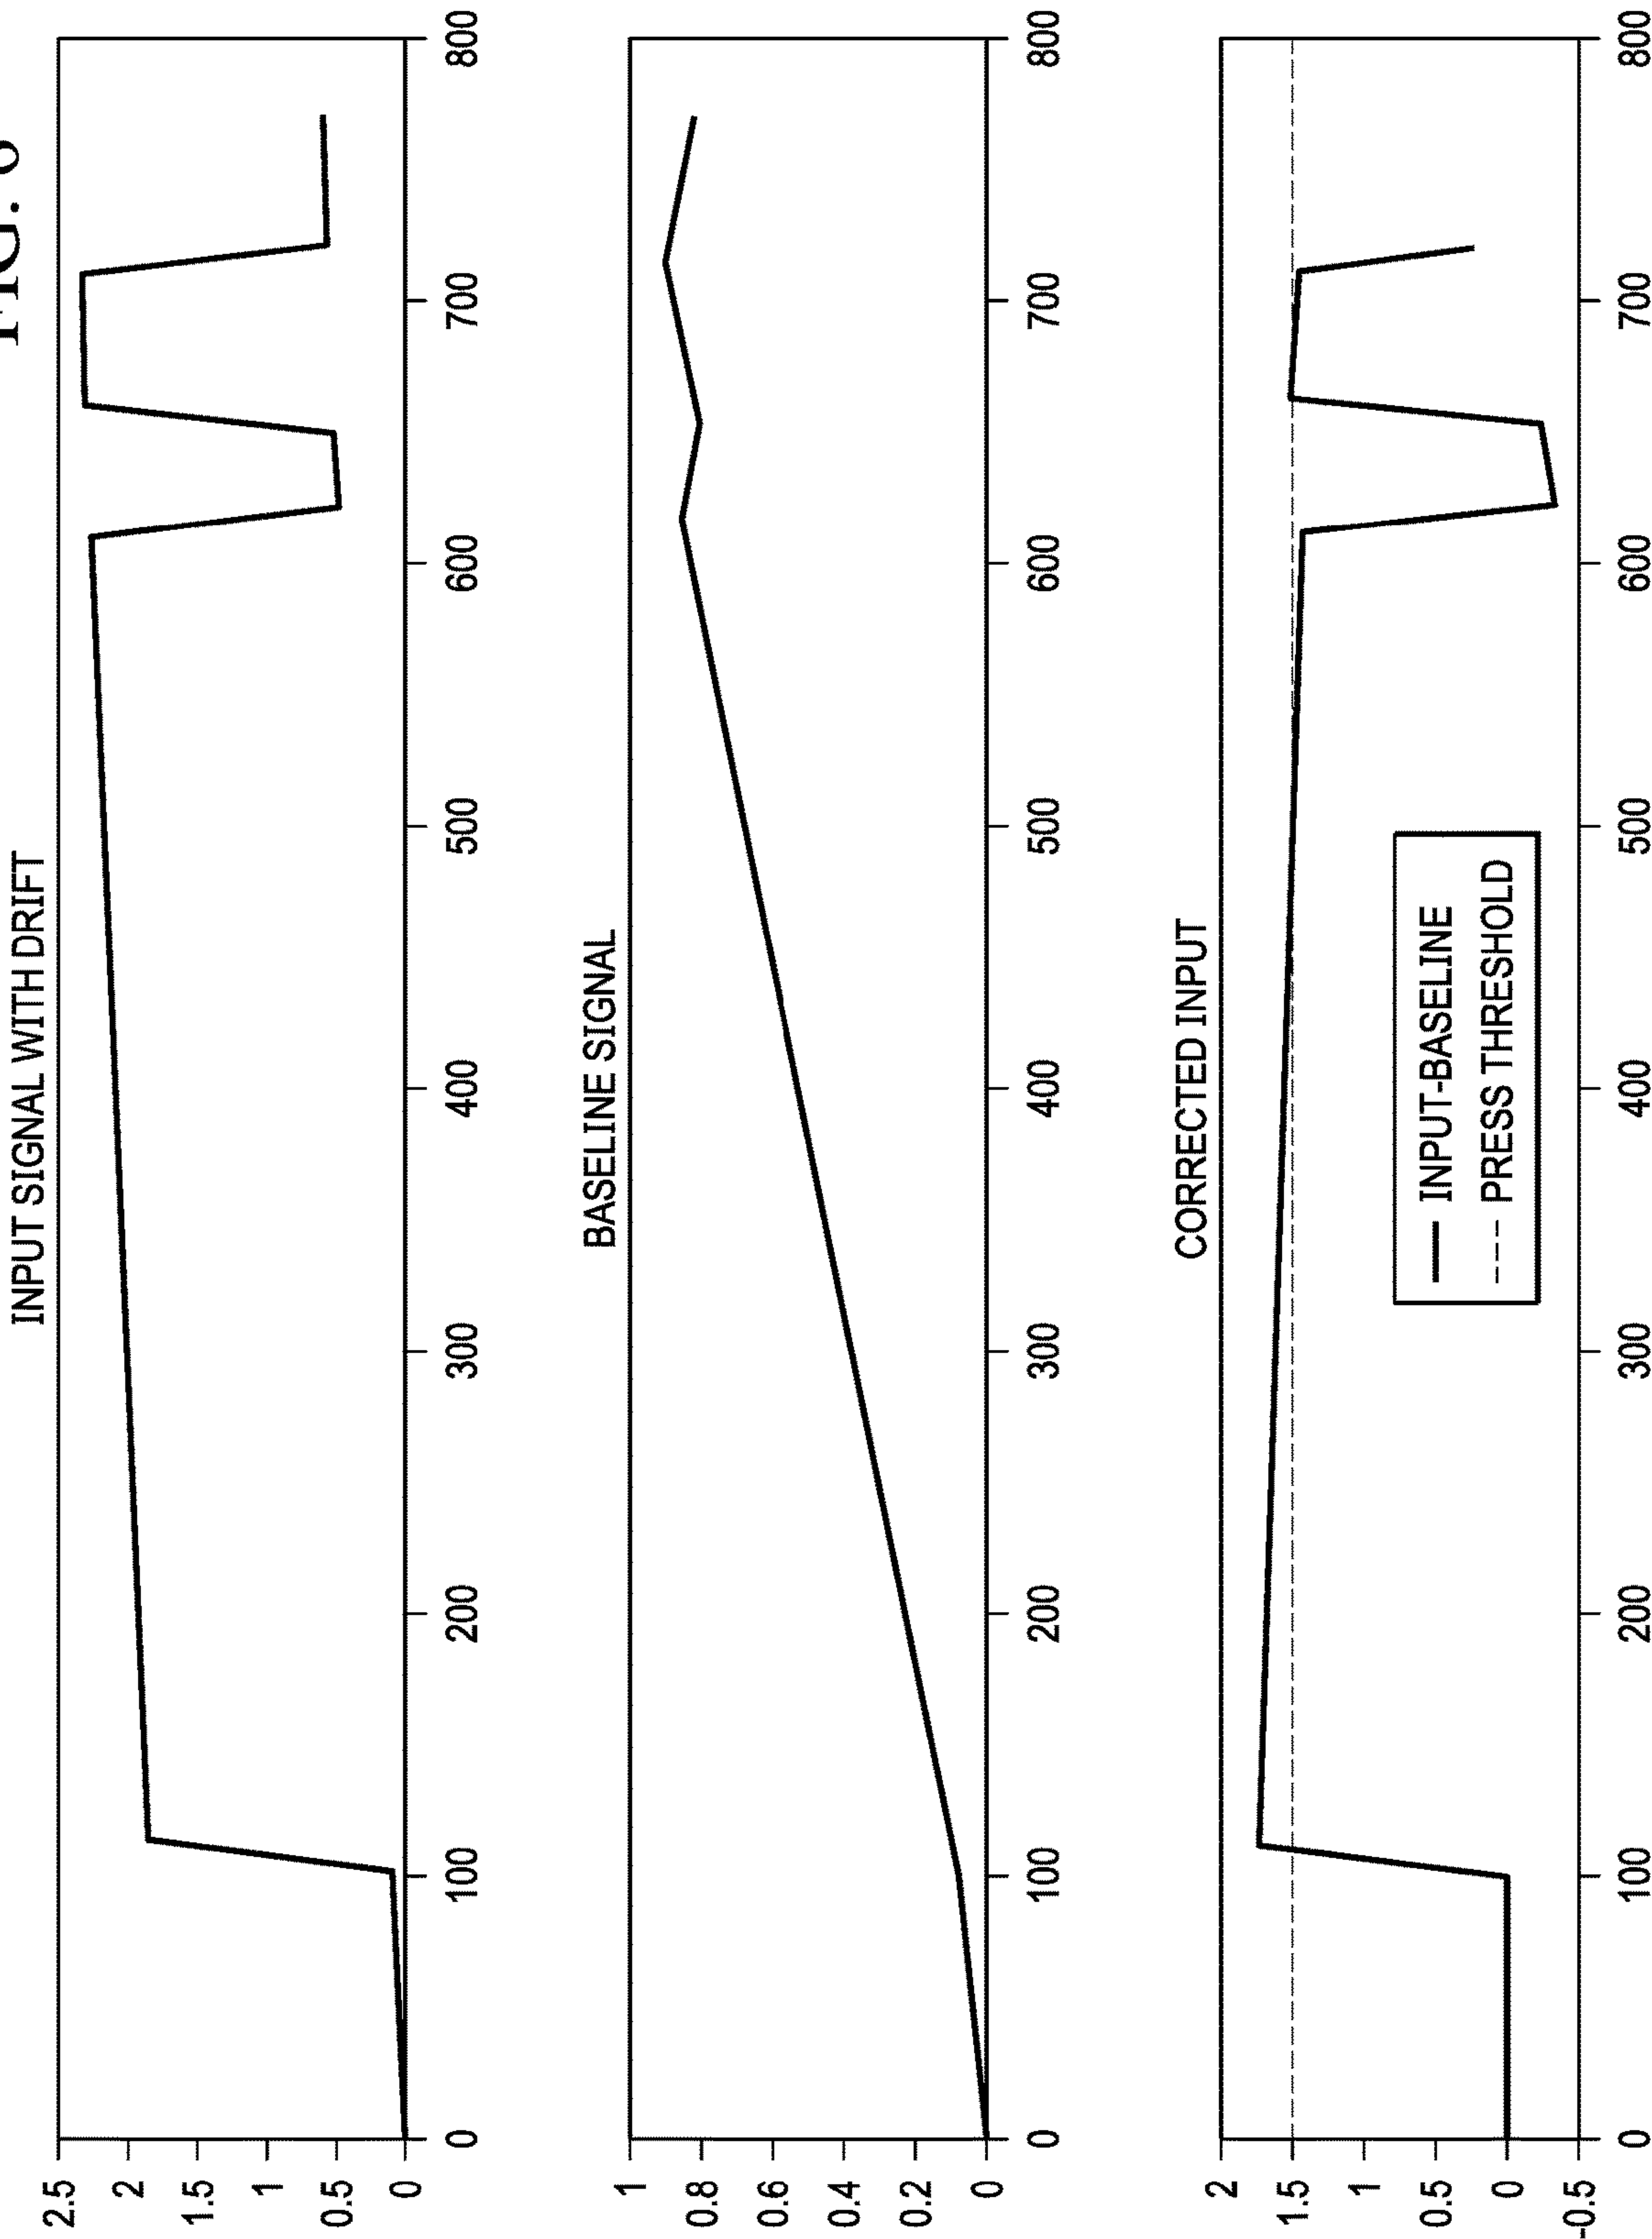 FIG. 6
INPUT SIGNAL WITH DRIFT
2.5
2
1.5
1
0.5
0
0 100 200 300 400 500 600 700 800
BASELINE SIGNAL
1
0.8
0.6
0.4
0.2
0
0 100 200 300 400 500 600 700 800
CORRECTED INPUT
2
1.5
1
0.5
0
-0.5
INPUT-BASELINE
PRESS THRESHOLD
0 100 200 300 400 500 600 700 800